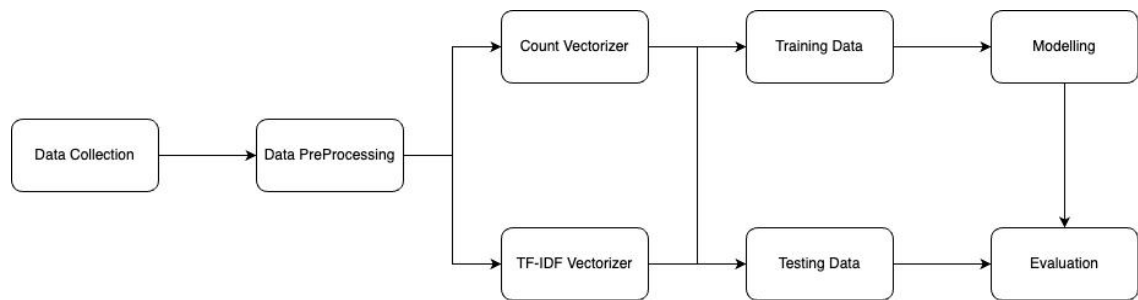 Count Vectorizer
Training Data
Modelling
Data Collection
Data PreProcessing
TF-IDF Vectorizer
Testing Data
Evaluation